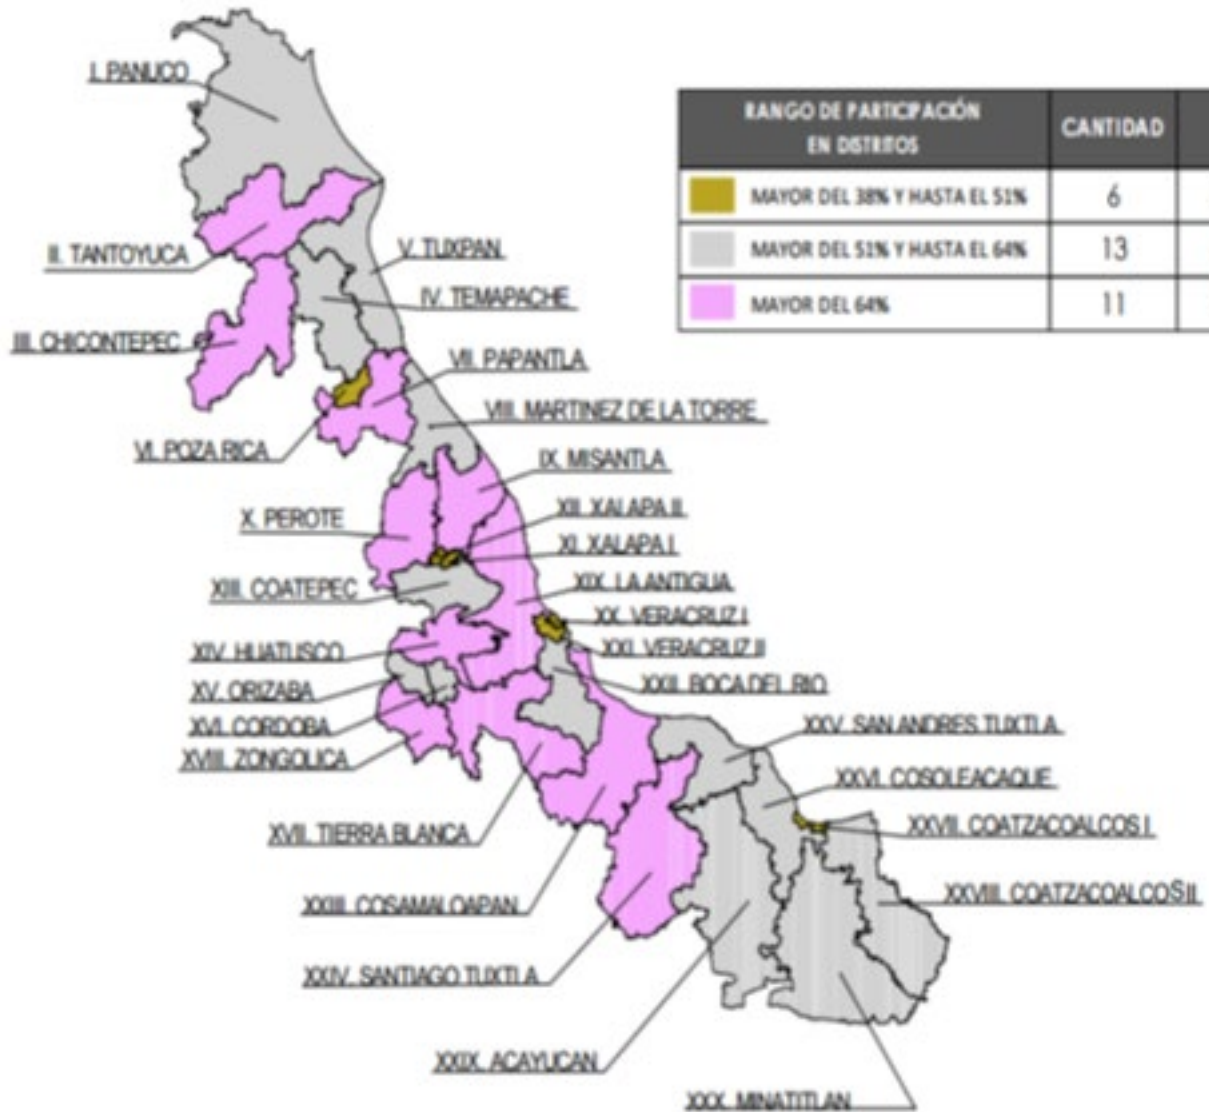 I. PANUCO
RANGO DE PARTICIPACIÓN
EN DISTRITOS
CANTIDAD
MAYOR DEL 38% Y HASTA EL 51%
6
MAYOR DEL 51% Y HASTA EL 64%
13
MAYOR DEL 64%
11
II. TANTOYUCA
V. TUXPAN
IV. TEMAPACHE
III. CHICONTEPEC
VII. PAPANTLA
VIII. MARTINEZ DE LA TORRE
VI. POZA RICA
IX. MISANTLA
XII. XALAPA II
X. PEROTE
XI. XALAPA I
XIII. COATEPEC
XIX. LA ANTIGUA
XX. VERACRUZ I
XIV. HUATUSCO
XXI. VERACRUZ II
XV. ORIZABA
XXII. BOCA DEL RIO
XVI. CORDOBA
XXV. SAN ANDRES TUXTLA
XVIII. ZONGOLICA
XXVI. COSOLEACAQUE
XVII. TIERRA BLANCA
XXVII. COATZACOALCOS I
XXIII. COSAMALOAPAN
XXVIII. COATZACOALCOS II
XXIV. SANTIAGO TUXTLA
XXIX. ACAYUCAN
XXX. MINATITLAN